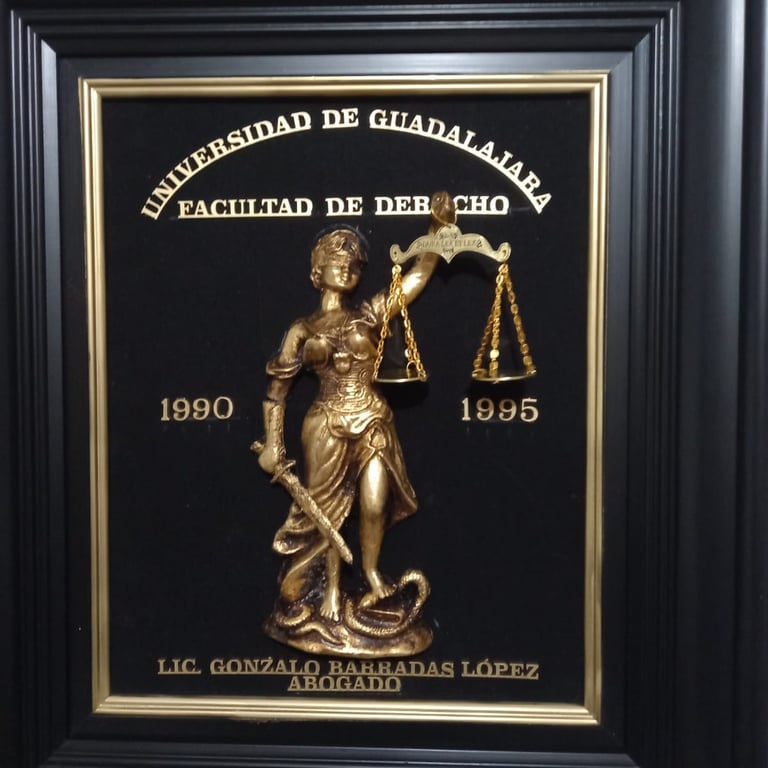 UNIVERSIDAD DE GUADALAJARA
FACULTAD DE DERECHO
1990 1995
LIC. GONZALO BARRADAS LÓPEZ
ABOGADO